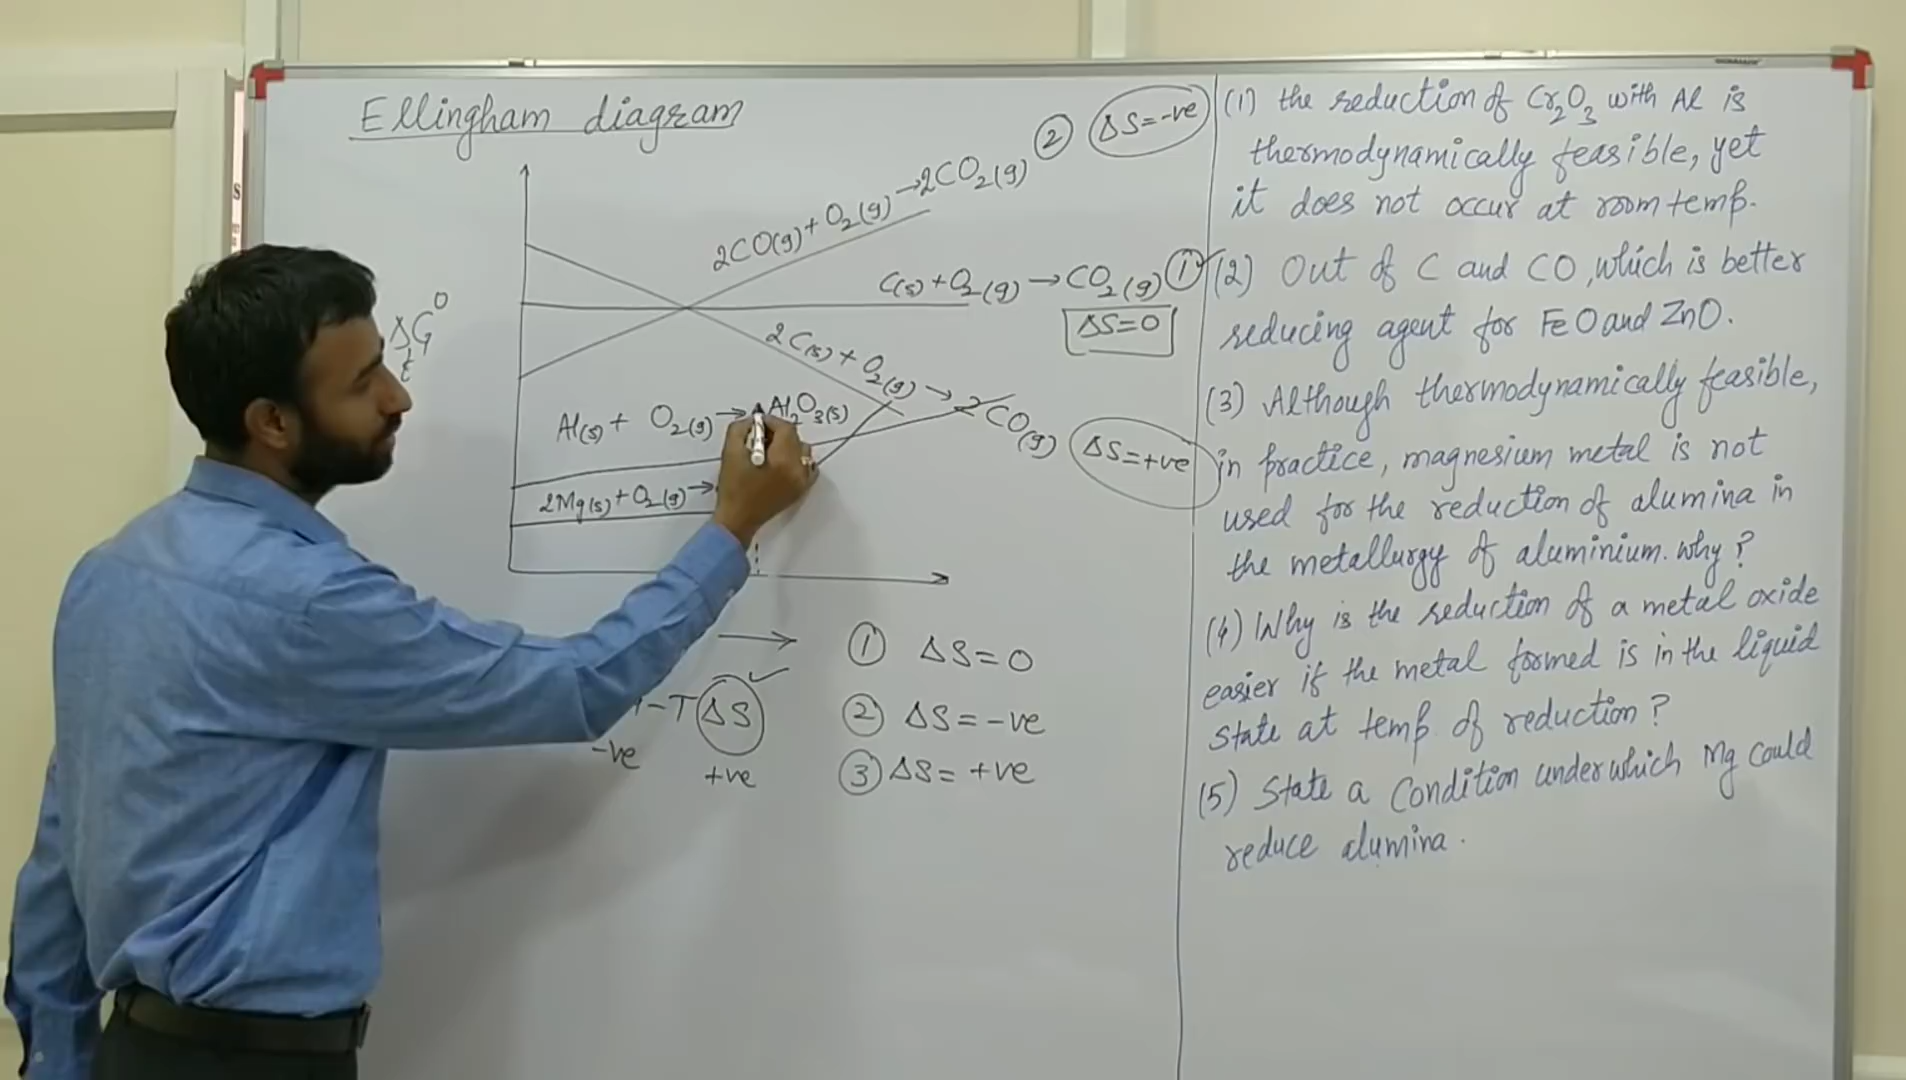 Ellingham diagram
2CO(g) + O2(g) → 2CO2(g) ② ΔS=-ve
C(s) + O2(g) → CO2(g) ①
ΔS=0
ΔG°
2C(s) + O2(g) → 2CO(g)
ΔS=+ve
Al(s) + O2(g) → Al2O3(s)
2Mg(s) + O2(g) →
① ΔS=0
-TΔS
-ve
+ve
② ΔS=-ve
③ ΔS=+ve
(1) the reduction of Cr2O3 with Al is
thermodynamically feasible, yet
it does not occur at room temp.
(2) Out of C and CO, which is better
reducing agent for FeO and ZnO.
(3) Although thermodynamically feasible,
in practice, magnesium metal is not
used for the reduction of alumina in
the metallurgy of aluminium. why?
(4) Why is the reduction of a metal oxide
easier if the metal formed is in the liquid
state at temp. of reduction?
(5) State a Condition under which Mg could
reduce alumina.